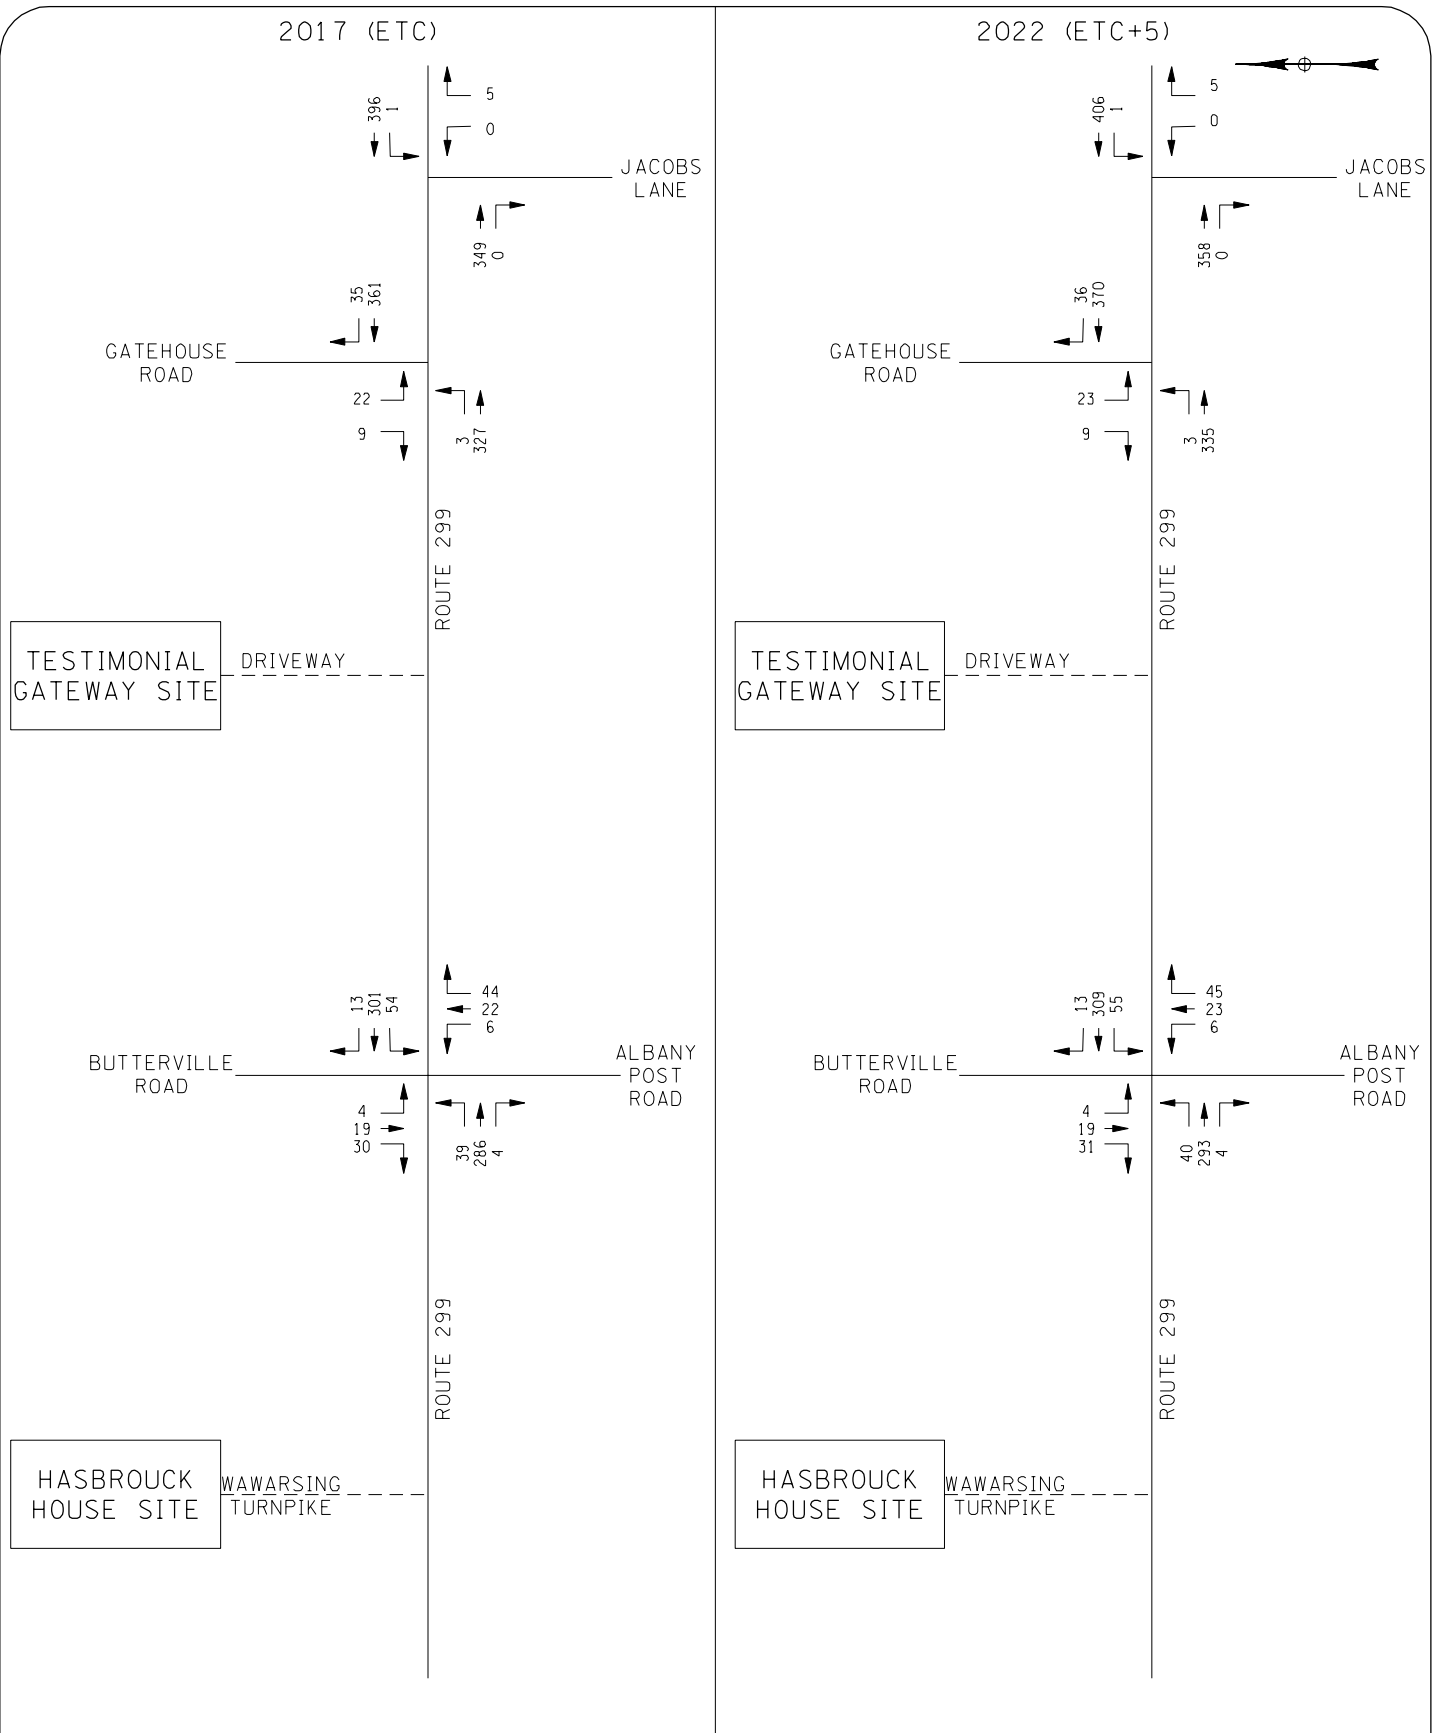 2017 (ETC)
396
1
5
0
JACOBS
LANE
349
0
35
361
GATEHOUSE
ROAD
22
9
3
327
ROUTE 299
TESTIMONIAL
GATEWAY SITE
DRIVEWAY
13
301
54
44
22
6
BUTTERVILLE
ROAD
ALBANY
POST
ROAD
4
19
30
39
286
4
ROUTE 299
HASBROUCK
HOUSE SITE
WAWARSING
TURNPIKE
2022 (ETC+5)
406
1
5
0
JACOBS
LANE
358
0
36
370
GATEHOUSE
ROAD
23
9
3
335
ROUTE 299
TESTIMONIAL
GATEWAY SITE
DRIVEWAY
13
309
55
45
23
6
BUTTERVILLE
ROAD
ALBANY
POST
ROAD
4
19
31
40
293
4
ROUTE 299
HASBROUCK
HOUSE SITE
WAWARSING
TURNPIKE